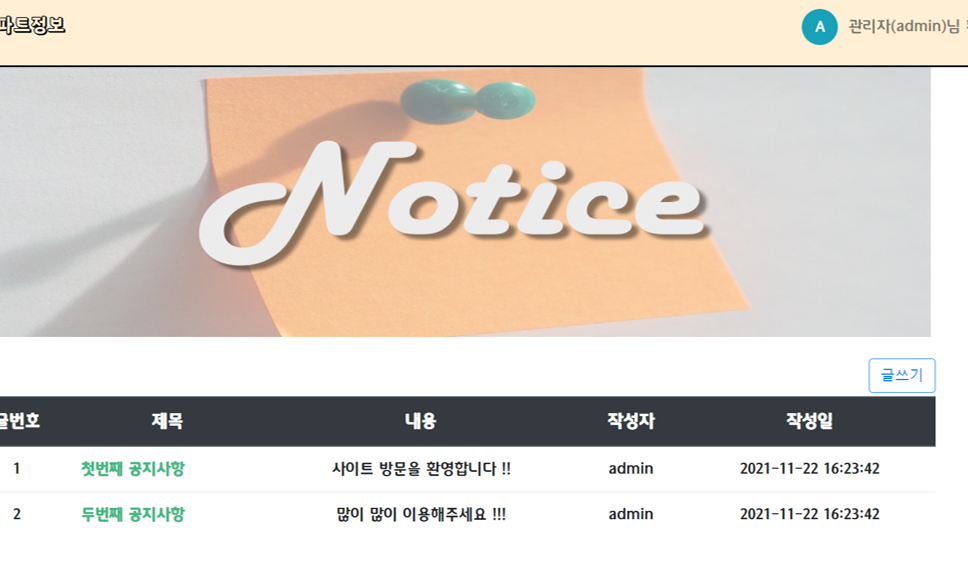 파트정보
A 관리자(admin)님
Notice
글쓰기
글번호 제목 내용 작성자 작성일
1 첫번째 공지사항 사이트 방문을 환영합니다 !! admin 2021-11-22 16:23:42
2 두번째 공지사항 많이 많이 이용해주세요 !!! admin 2021-11-22 16:23:42